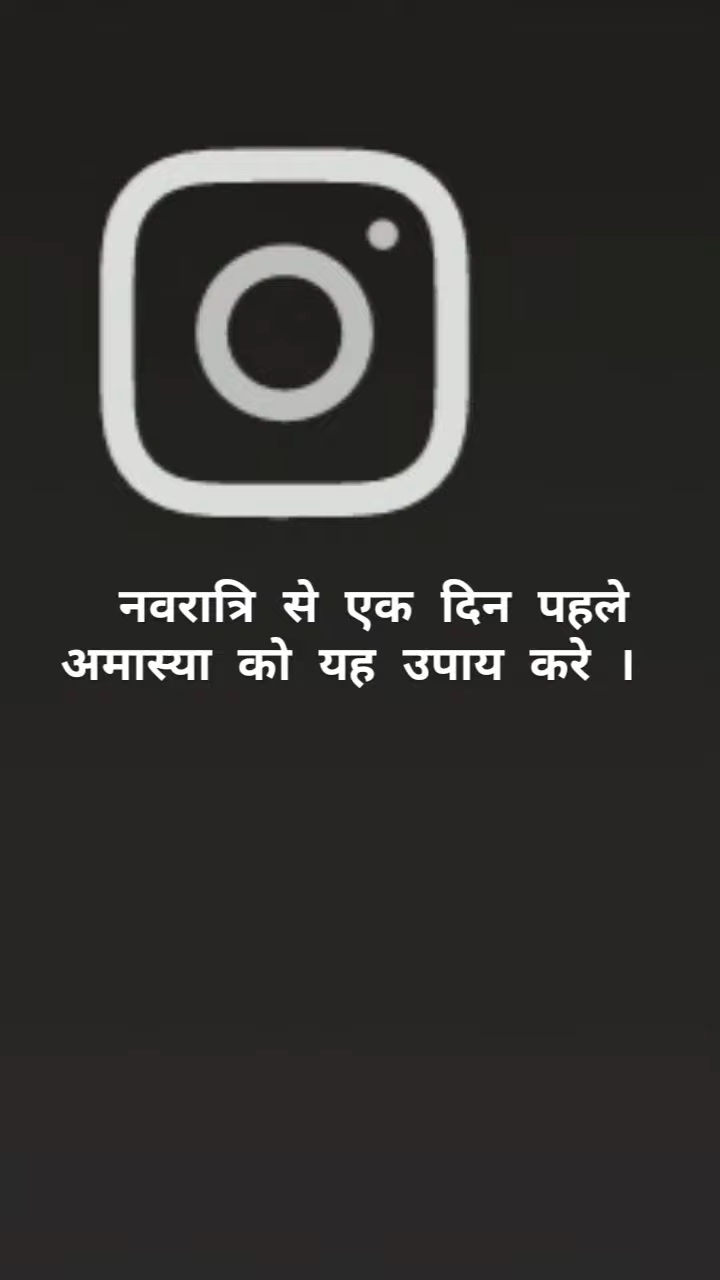 नवरात्रि से एक दिन पहले
अमास्या को यह उपाय करे ।